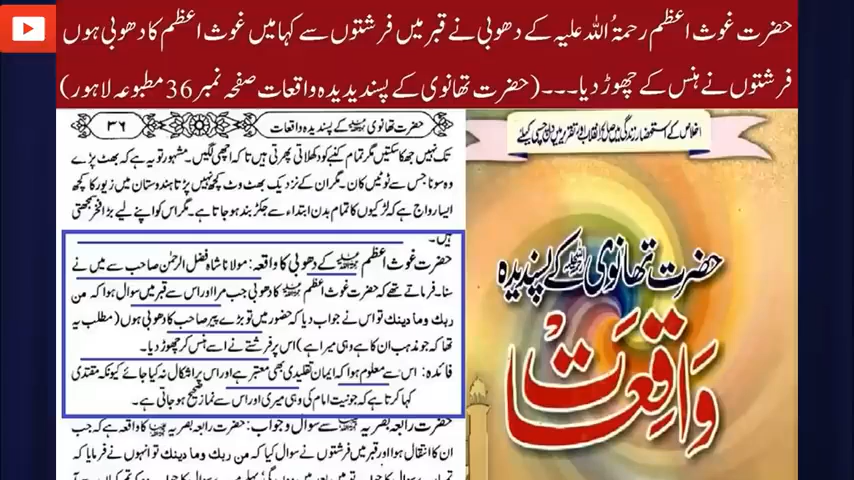 حضرت غوث اعظم رحمۃُ اللہ علیہ کے دھوبی نے قبر میں فرشتوں سے کہا میں غوث اعظم کا دھوبی ہوں
فرشتوں نے ہنس کے چھوڑ دیا۔۔۔(حضرت تھانوی کے پسندیدیدہ واقعات صفحہ نمبر 36 مطبوعہ لاہور)
حضرت تھانوی کے پسندیدہ واقعات
۳۶
تک نہیں جھکا سکتیں مگر تمام کنبے کو دکھلاتی پھرتی ہیں تا کہ اچھی لگیں۔ مشہور تو یہ ہے کہ بھٹ پڑے
وہ سونا جس سے ٹوٹیں کان۔ مگر ان کے نزدیک بھٹ وٹ کچھ نہیں پڑتا ہندوستان میں زیور کا کچھ
ایسا رواج ہے کہ لڑکیوں کا تمام بدن ابتداء سے جکڑ بند ہو جاتا ہے۔ مگر اس کو اپنے لیے بڑا فخر سمجھتی
ہیں۔
حضرت غوث اعظم کے دھوبی کا واقعہ: مولانا شاہ فضل الرحمٰن صاحب سے میں نے
سنا۔ فرماتے تھے کہ حضرت غوث اعظم کا دھوبی جب مرا اور اس سے قبر میں سوال ہوا کہ من
ربك وما دينك تو اس نے جواب دیا کہ حضور میں تو بڑے پیر صاحب کا دھوبی ہوں (مطلب یہ
تھا کہ جو مذہب ان کا ہے وہی میرا ہے) اس پر فرشتے نے اسے ہنس کر چھوڑ دیا۔
فائدہ: اس سے معلوم ہوا کہ ایمان تقلیدی بھی معتبر ہے اور اس پر اشکال نہ کیا جائے کیونکہ مقتدی
کہا کرتا ہے کہ جو نیت امام کی وہی میری اور اس سے نماز صحیح ہو جاتی ہے۔
حضرت رابعہ بصریہ سے سوال و جواب: حضرت رابعہ بصریہ کا واقعہ ہے کہ جب
ان کا انتقال ہوا اور قبر میں فرشتوں نے سوال کیا کہ من ربك وما دينك تو انہوں نے فرمایا کہ
حضرت تھانوی کے پسندیدہ
واقعات